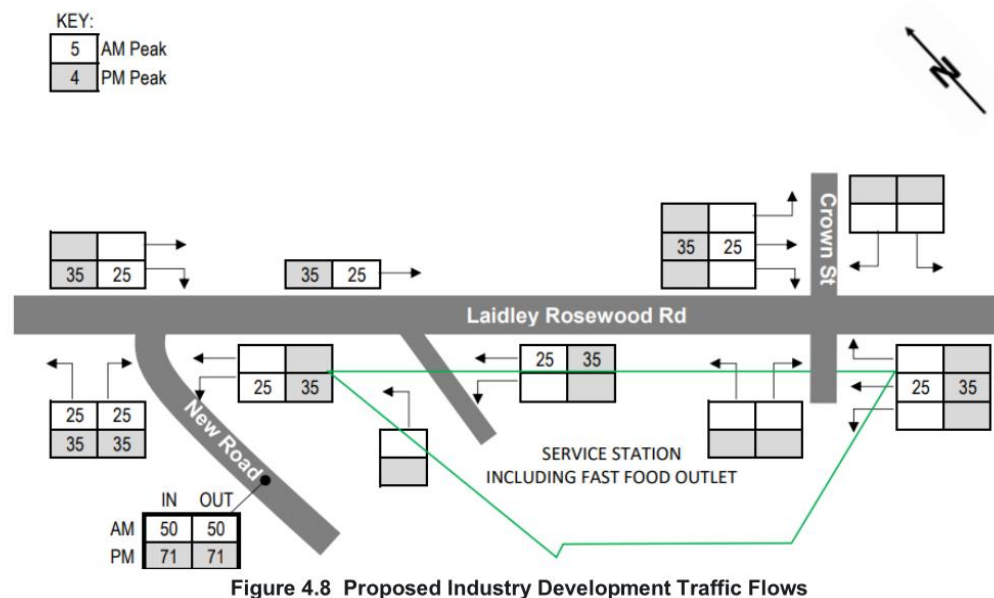 KEY:
5 AM Peak
4 PM Peak
N
Crown St
35 25
35 25
35 25
Laidley Rosewood Rd
25 25
35 35
25 35
25 35
25 35
New Road
SERVICE STATION
INCLUDING FAST FOOD OUTLET
IN OUT
AM 50 50
PM 71 71
Figure 4.8 Proposed Industry Development Traffic Flows